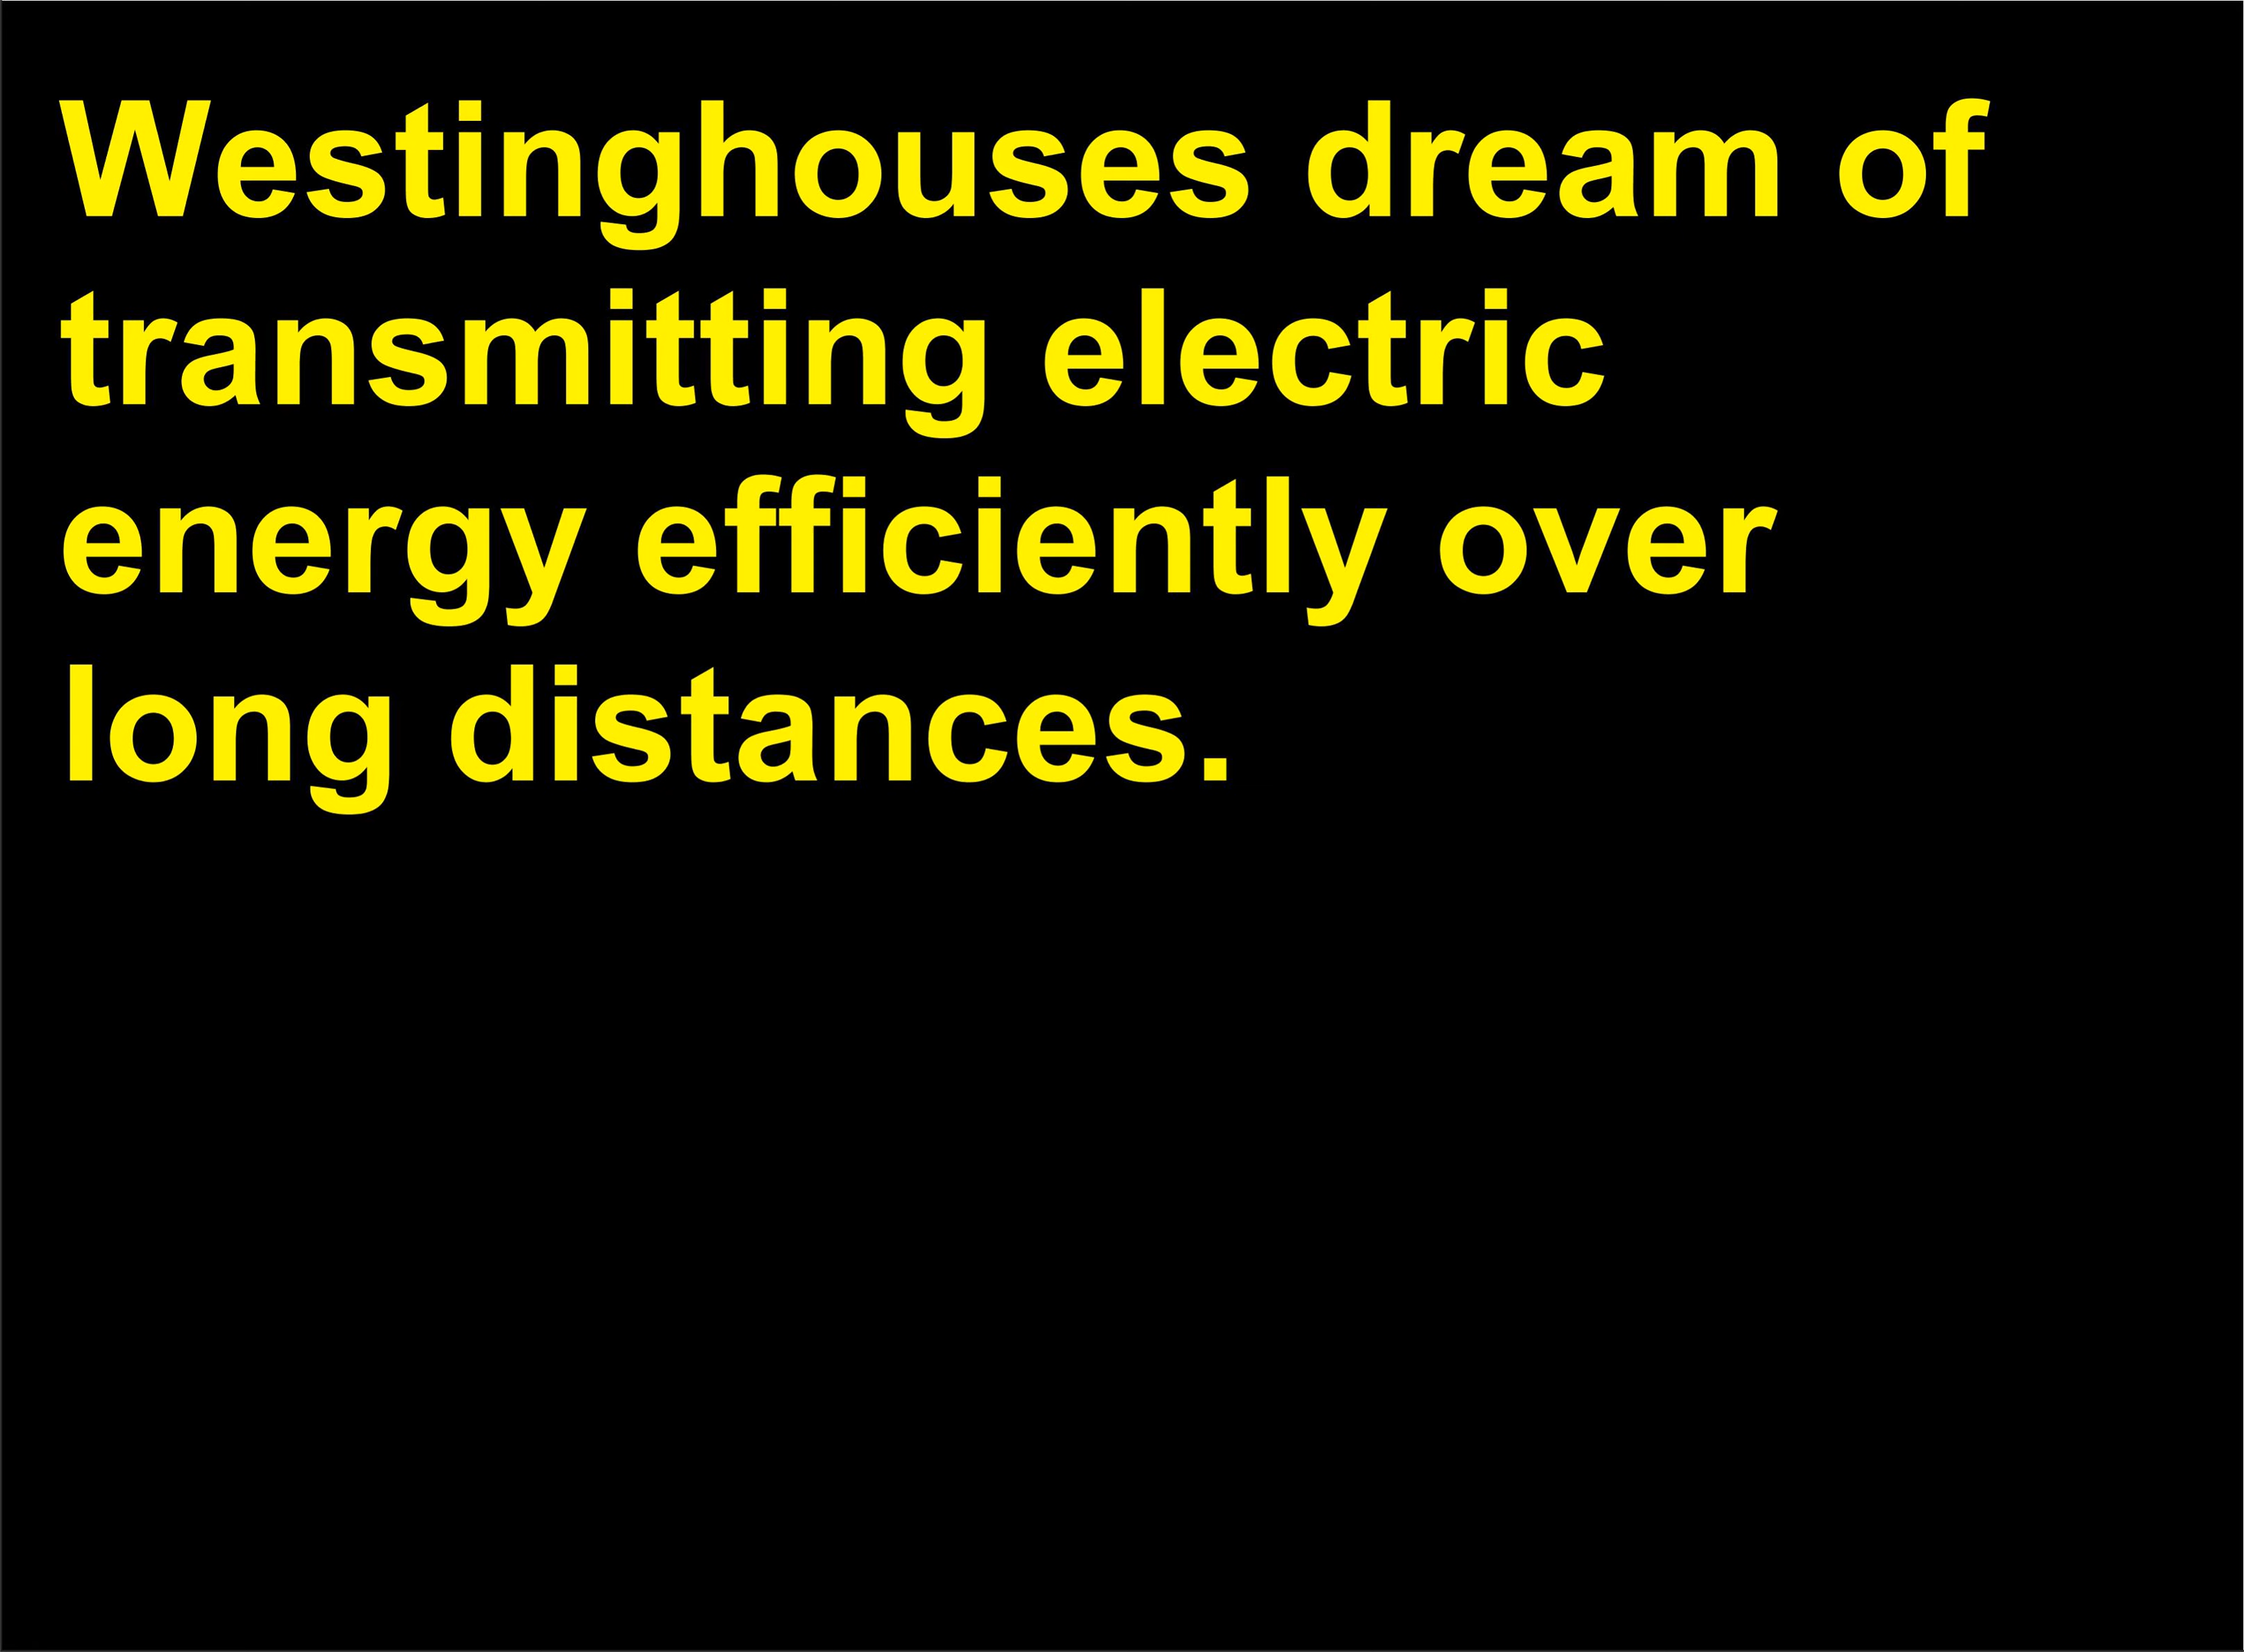 Westinghouses dream of
transmitting electric
energy efficiently over
long distances.